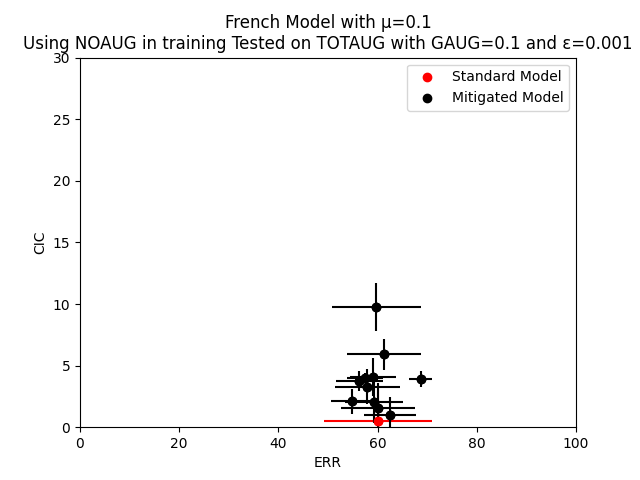 French Model with μ=0.1
Using NOAUG in training Tested on TOTAUG with GAUG=0.1 and ε=0.001
Standard Model
Mitigated Model
30
25
20
15
10
5
0
CIC
0 20 40 60 80 100
ERR